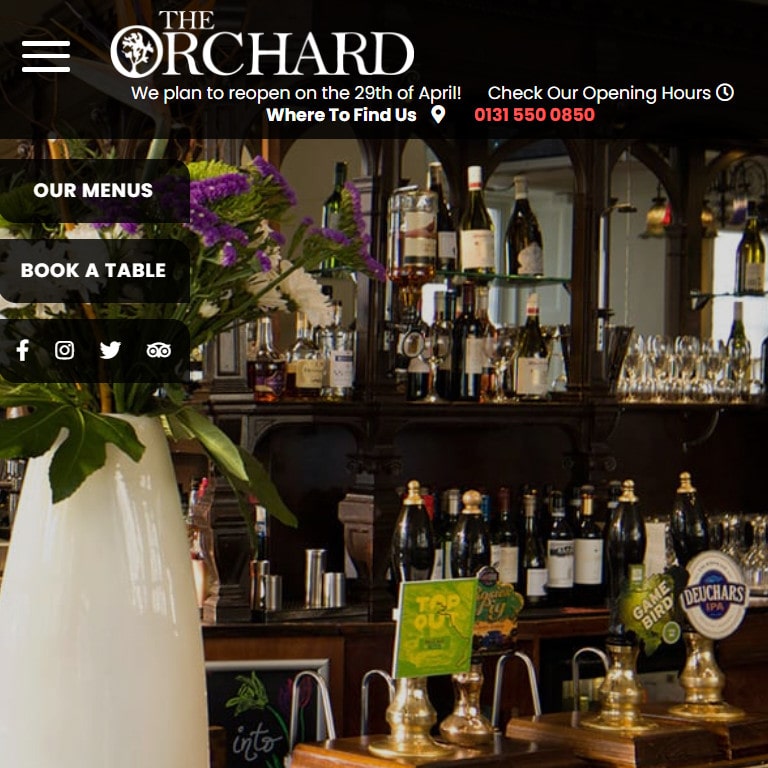 THE
ORCHARD
We plan to reopen on the 29th of April! Check Our Opening Hours
Where To Find Us 0131 550 0850
OUR MENUS
BOOK A TABLE
TOP
OUT
GAME
BIRD
DEUCHARS
IPA
into